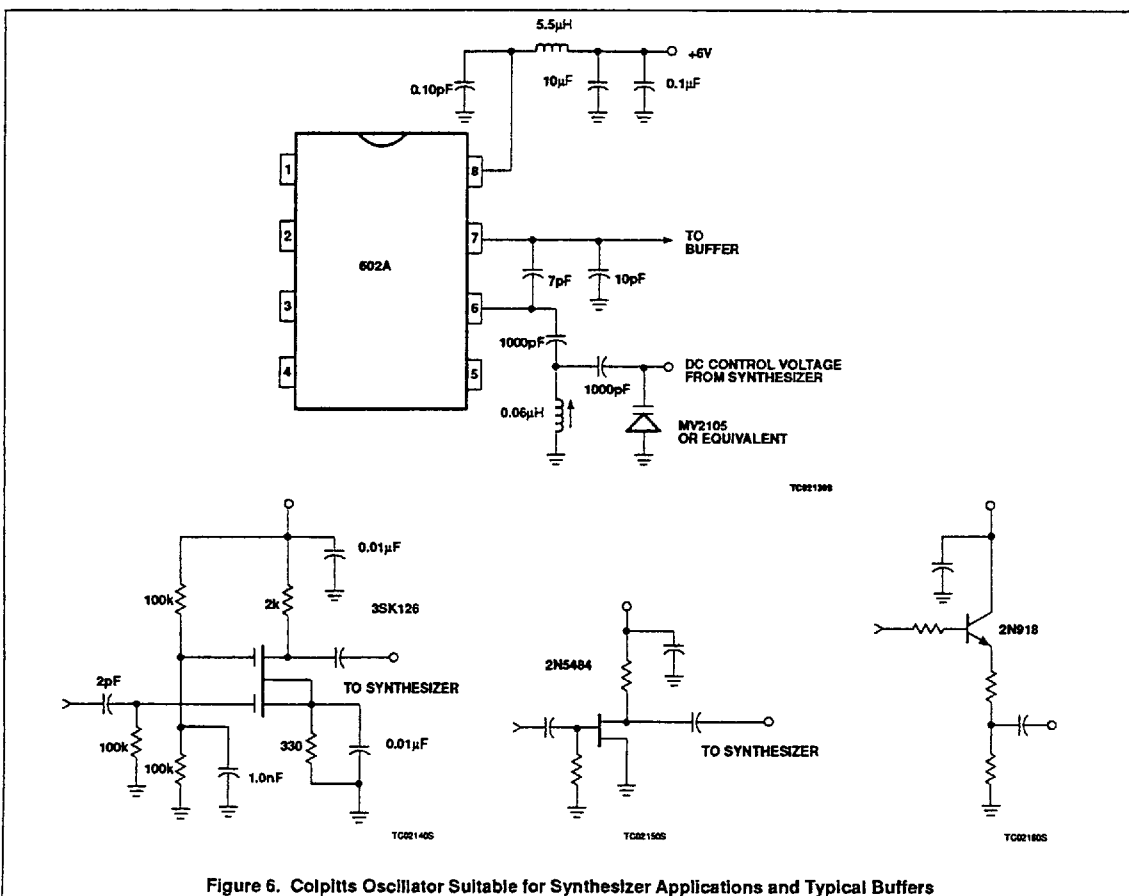 5.5µH
+6V
0.10pF
10µF
0.1µF
1
8
2
7
TO
BUFFER
602A
7pF
10pF
3
6
1000pF
DC CONTROL VOLTAGE
FROM SYNTHESIZER
4
5
1000pF
0.06µH
MV2105
OR EQUIVALENT
TC02130S
0.01µF
100k
2k
3SK126
2pF
TO SYNTHESIZER
100k
100k
330
0.01µF
1.0nF
TC02140S
2N5484
TO SYNTHESIZER
TC02150S
2N918
TC02160S
Figure 6. Colpitts Oscillator Suitable for Synthesizer Applications and Typical Buffers